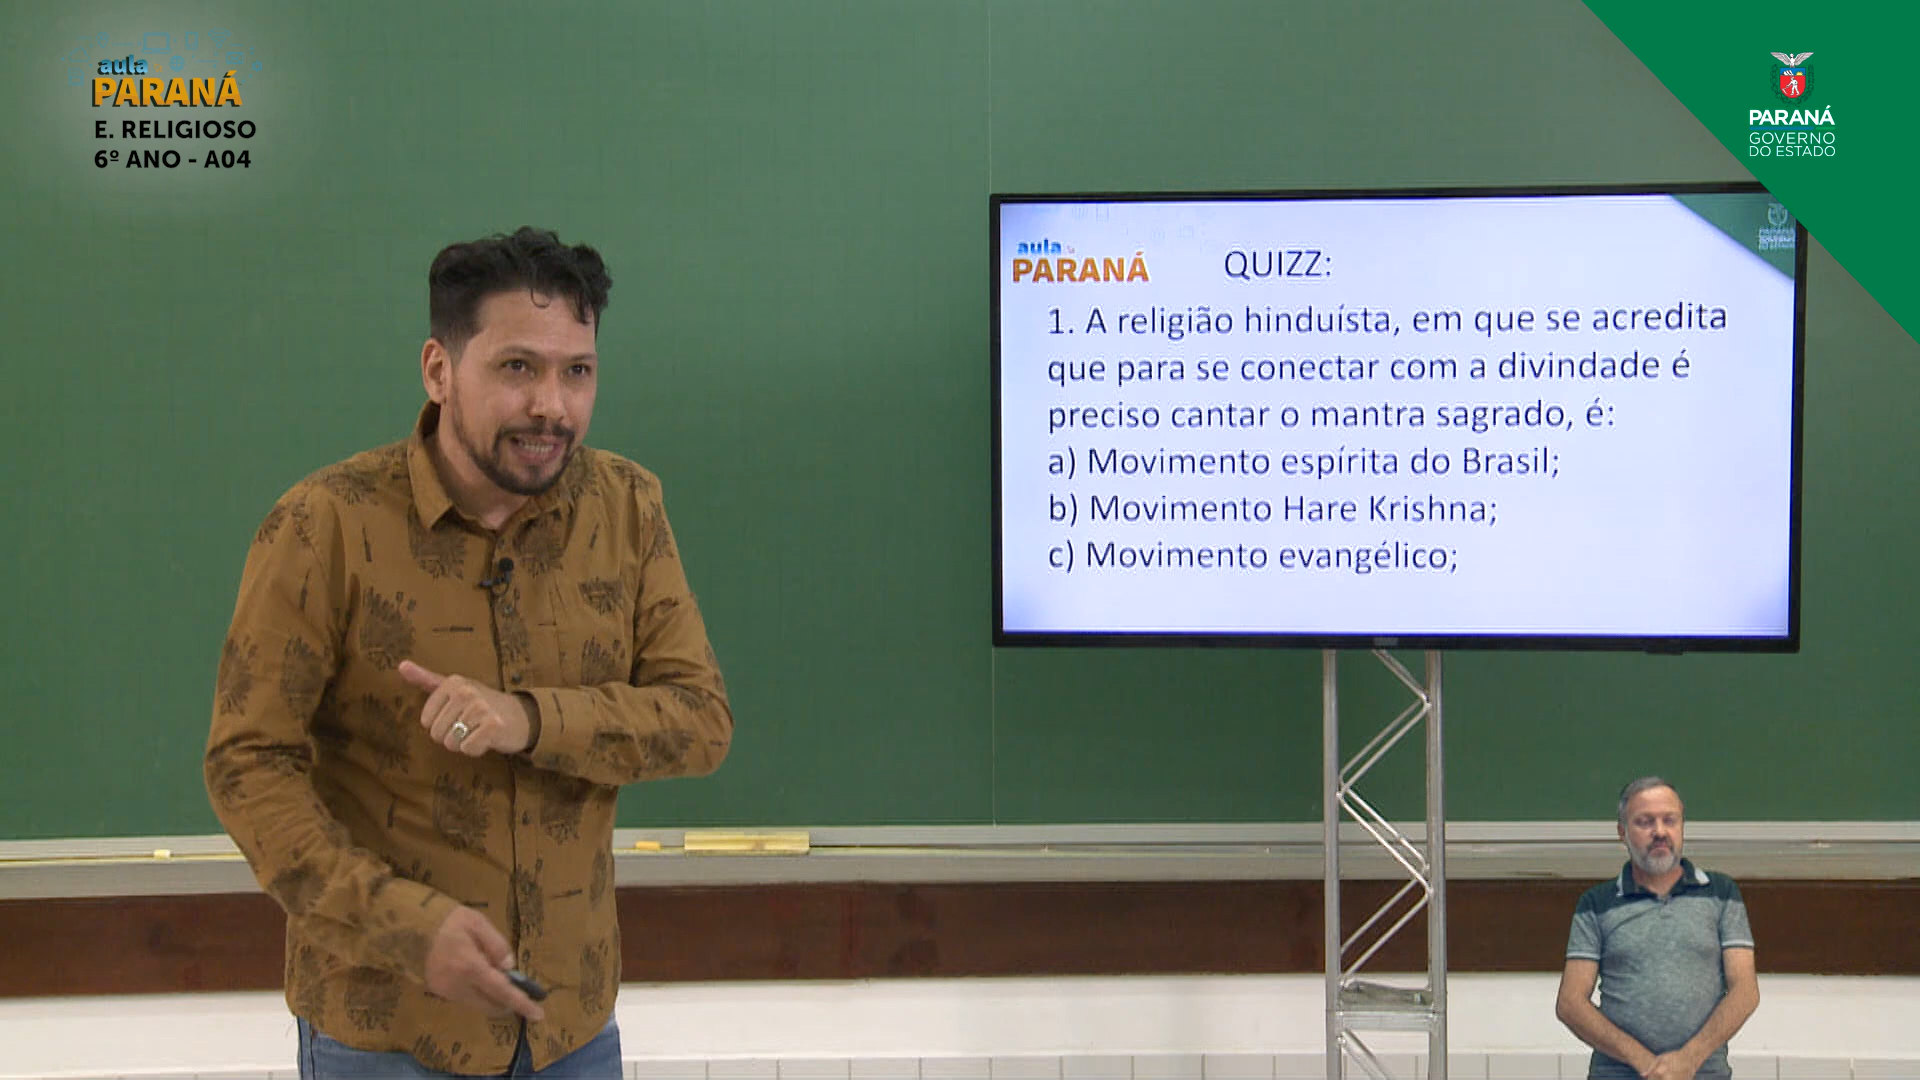 aula
PARANÁ
E. RELIGIOSO
6º ANO - A04
PARANÁ
GOVERNO
DO ESTADO
aula
PARANÁ
QUIZZ:
1. A religião hinduísta, em que se acredita
que para se conectar com a divindade é
preciso cantar o mantra sagrado, é:
a) Movimento espírita do Brasil;
b) Movimento Hare Krishna;
c) Movimento evangélico;